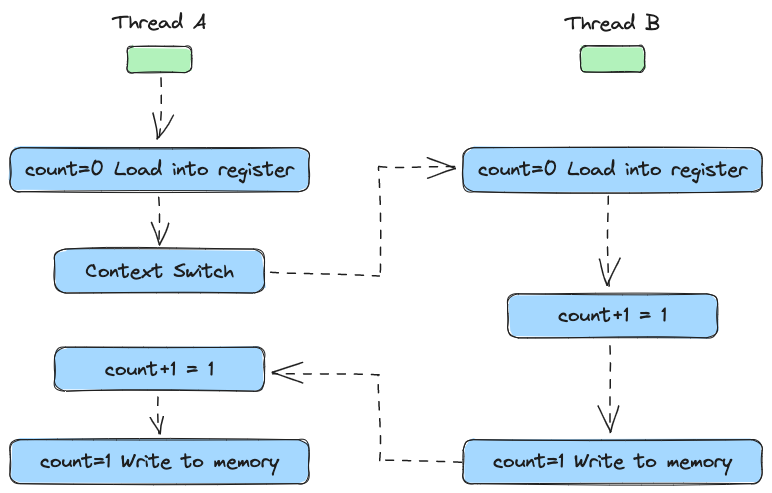 Thread A
Thread B
count=0 Load into register
count=0 Load into register
Context Switch
count+1 = 1
count+1 = 1
count=1 Write to memory
count=1 Write to memory